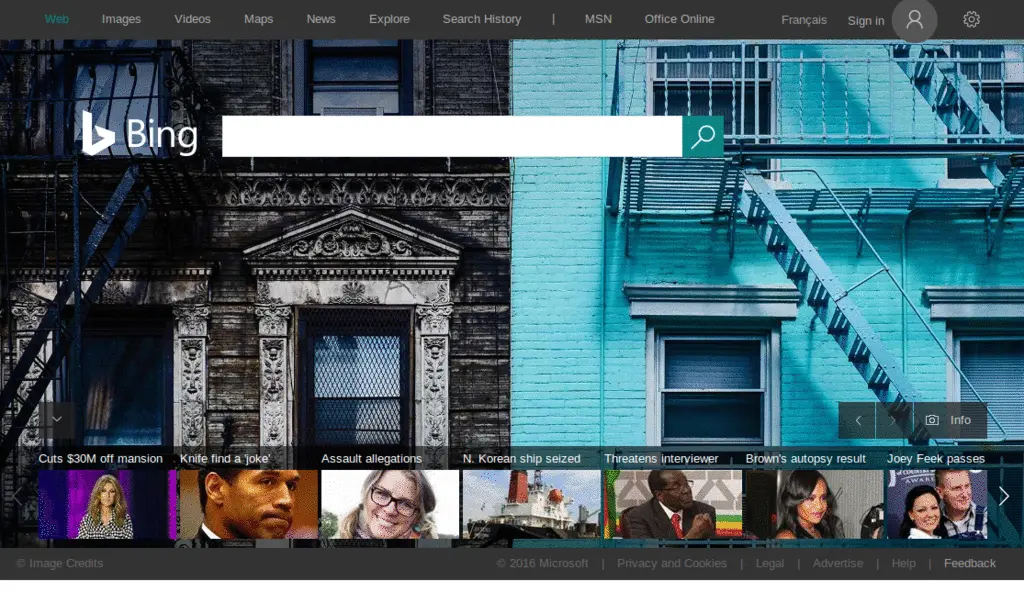 Web Images Videos Maps News Explore Search History | MSN Office Online Français Sign in
Bing
Info
Cuts $30M off mansion Knife find a 'joke' Assault allegations N. Korean ship seized Threatens interviewer Brown's autopsy result Joey Feek passes
© Image Credits © 2016 Microsoft | Privacy and Cookies | Legal | Advertise | Help | Feedback